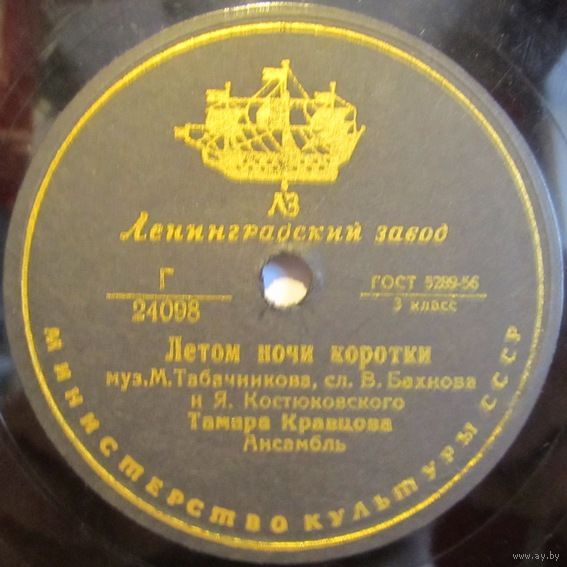 ЛЗ
Ленинградский завод
Г
24098
ГОСТ 5289-56
3 класс
Летом ночи коротки
муз. М. Табачникова, сл. В. Бахнова
и Я. Костюковского
Тамара Кравцова
Ансамбль
МИНИСТЕРСТВО КУЛЬТУРЫ СССР
www.ay.by